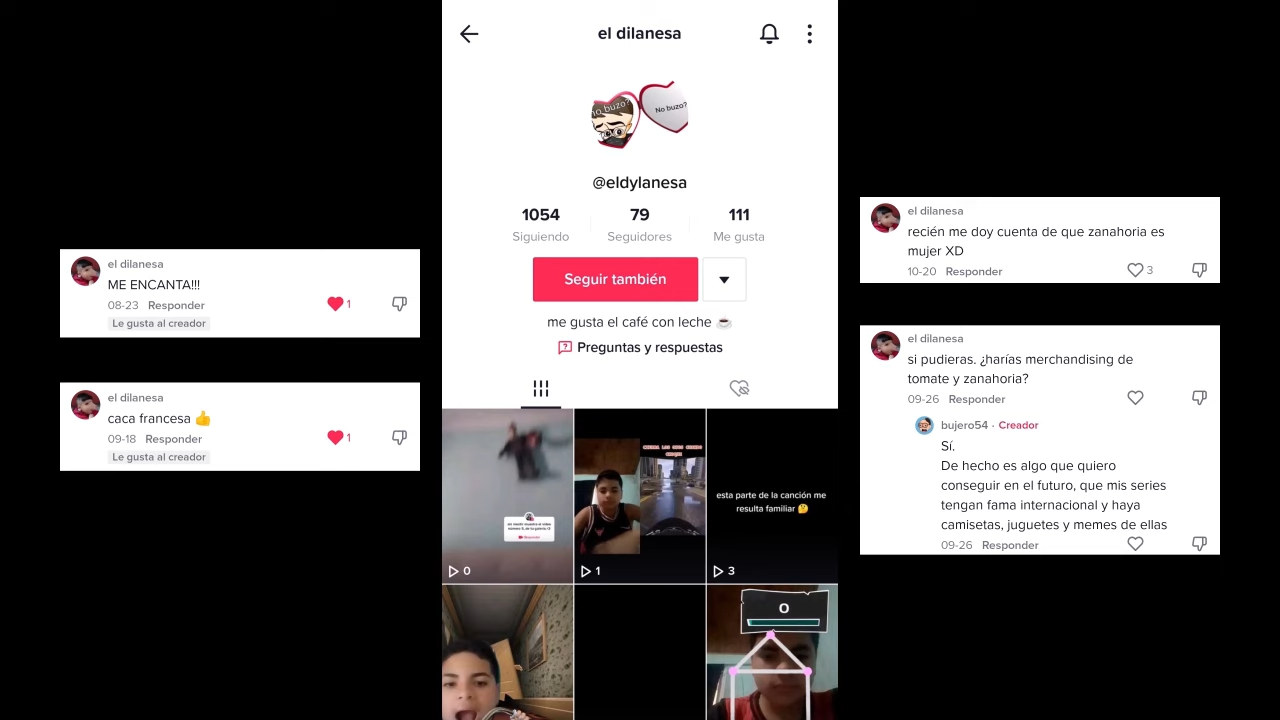 el dilanesa
ME ENCANTA!!!
08-23 Responder
1
Le gusta al creador
el dilanesa
caca francesa 👍
09-18 Responder
1
Le gusta al creador
el dilanesa
No buzo?
@eldylanesa
1054 79 111
Siguiendo Seguidores Me gusta
Seguir también
me gusta el café con leche ☕
Preguntas y respuestas
esta parte de la canción me
resulta familiar 🤔
0
1
3
O
el dilanesa
recién me doy cuenta de que zanahoria es
mujer XD
10-20 Responder
3
el dilanesa
si pudieras. ¿harías merchandising de
tomate y zanahoria?
09-26 Responder
bujero54 · Creador
Sí.
De hecho es algo que quiero
conseguir en el futuro, que mis series
tengan fama internacional y haya
camisetas, juguetes y memes de ellas
09-26 Responder